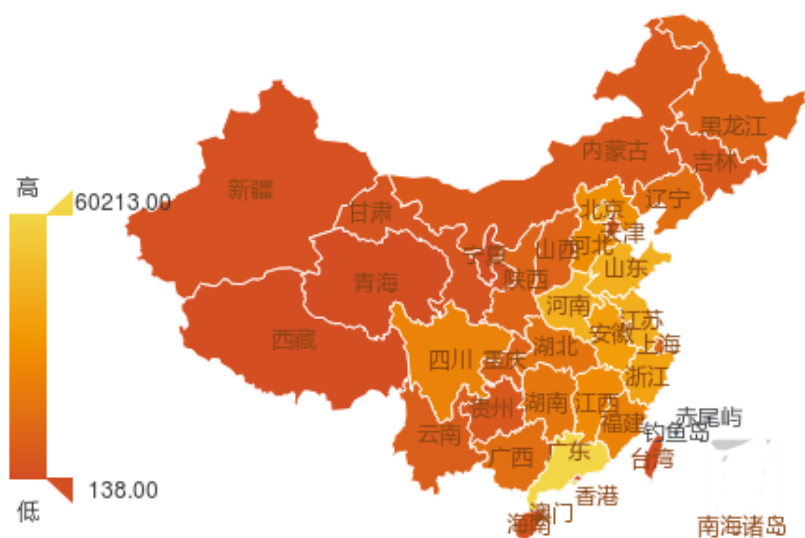 黑龙江
内蒙古
吉林
新疆
高
60213.00
辽宁
北京
甘肃
天津
河北
宁夏
山西
山东
青海
陕西
河南
江苏
安徽
上海
西藏
湖北
四川
重庆
浙江
贵州
湖南
江西
赤尾屿
福建
钓鱼岛
云南
广东
广西
台湾
138.00
香港
低
澳门
海南
南海诸岛